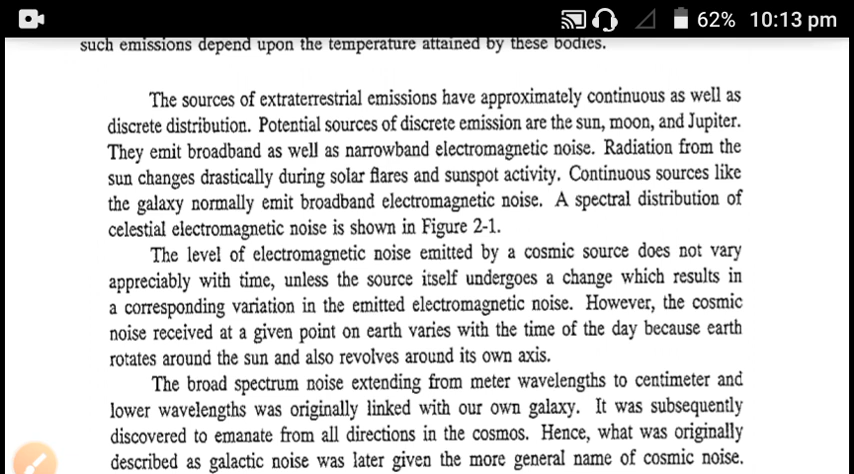 62% 10:13 pm
such emissions depend upon the temperature attained by these bodies.
The sources of extraterrestrial emissions have approximately continuous as well as
discrete distribution. Potential sources of discrete emission are the sun, moon, and Jupiter.
They emit broadband as well as narrowband electromagnetic noise. Radiation from the
sun changes drastically during solar flares and sunspot activity. Continuous sources like
the galaxy normally emit broadband electromagnetic noise. A spectral distribution of
celestial electromagnetic noise is shown in Figure 2-1.
The level of electromagnetic noise emitted by a cosmic source does not vary
appreciably with time, unless the source itself undergoes a change which results in
a corresponding variation in the emitted electromagnetic noise. However, the cosmic
noise received at a given point on earth varies with the time of the day because earth
rotates around the sun and also revolves around its own axis.
The broad spectrum noise extending from meter wavelengths to centimeter and
lower wavelengths was originally linked with our own galaxy. It was subsequently
discovered to emanate from all directions in the cosmos. Hence, what was originally
described as galactic noise was later given the more general name of cosmic noise.